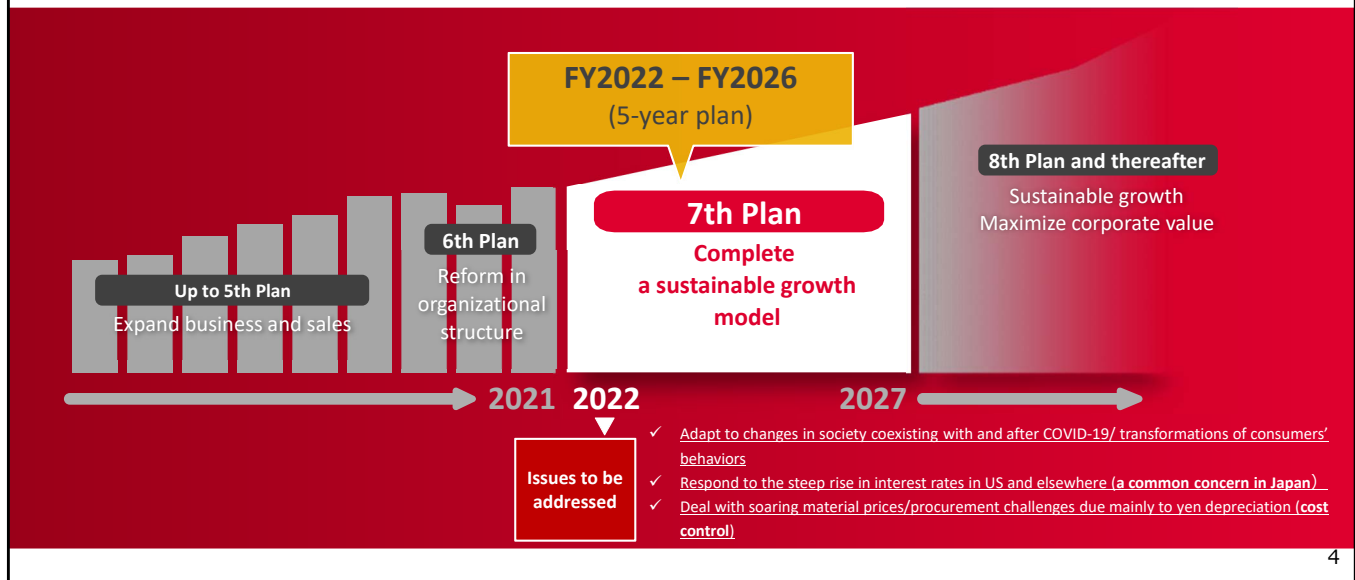 FY2022 – FY2026
(5-year plan)
8th Plan and thereafter
Sustainable growth
Maximize corporate value
7th Plan
Complete
a sustainable growth
model
6th Plan
Reform in
organizational
structure
Up to 5th Plan
Expand business and sales
2021 2022 2027
Issues to be
addressed
✓ Adapt to changes in society coexisting with and after COVID-19/ transformations of consumers’
behaviors
✓ Respond to the steep rise in interest rates in US and elsewhere (a common concern in Japan）
✓ Deal with soaring material prices/procurement challenges due mainly to yen depreciation (cost
control)
4